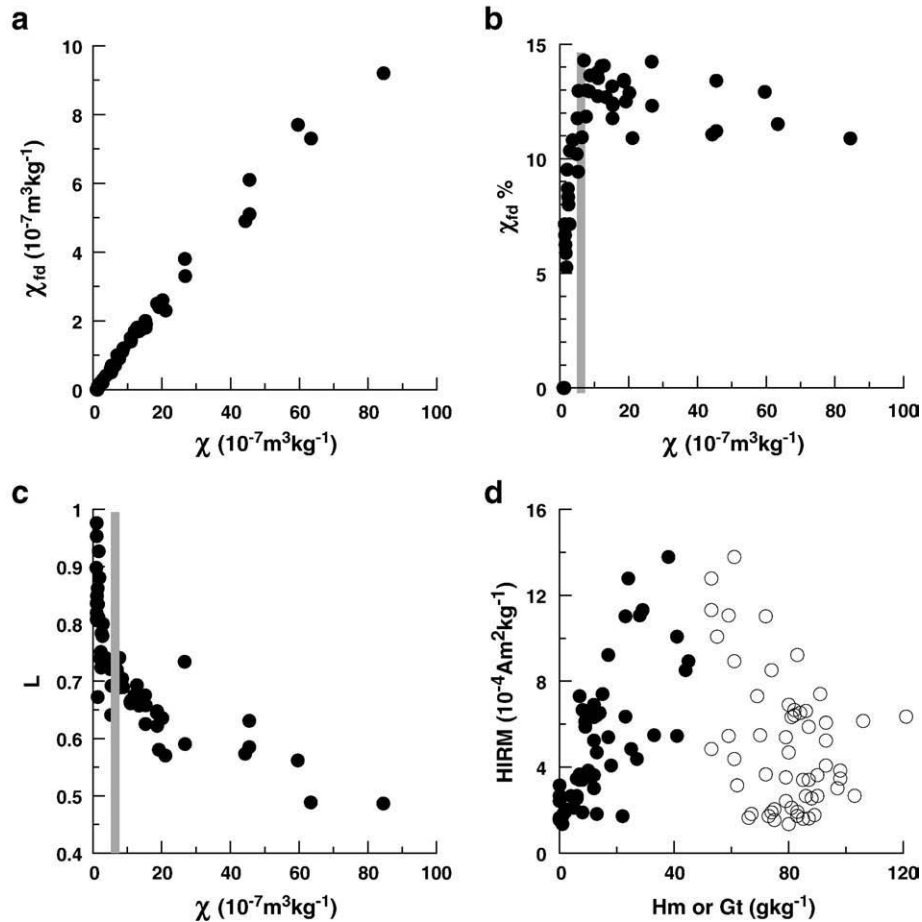 a
10
8
6
4
2
0
χfd (10⁻⁷m³kg⁻¹)
0 20 40 60 80 100
χ (10⁻⁷m³kg⁻¹)
b
15
10
5
0
χfd %
0 20 40 60 80 100
χ (10⁻⁷m³kg⁻¹)
c
1
0.9
0.8
0.7
0.6
0.5
0.4
L
0 20 40 60 80 100
χ (10⁻⁷m³kg⁻¹)
d
16
12
8
4
0
HIRM (10⁻⁴Am²kg⁻¹)
0 40 80 120
Hm or Gt (gkg⁻¹)